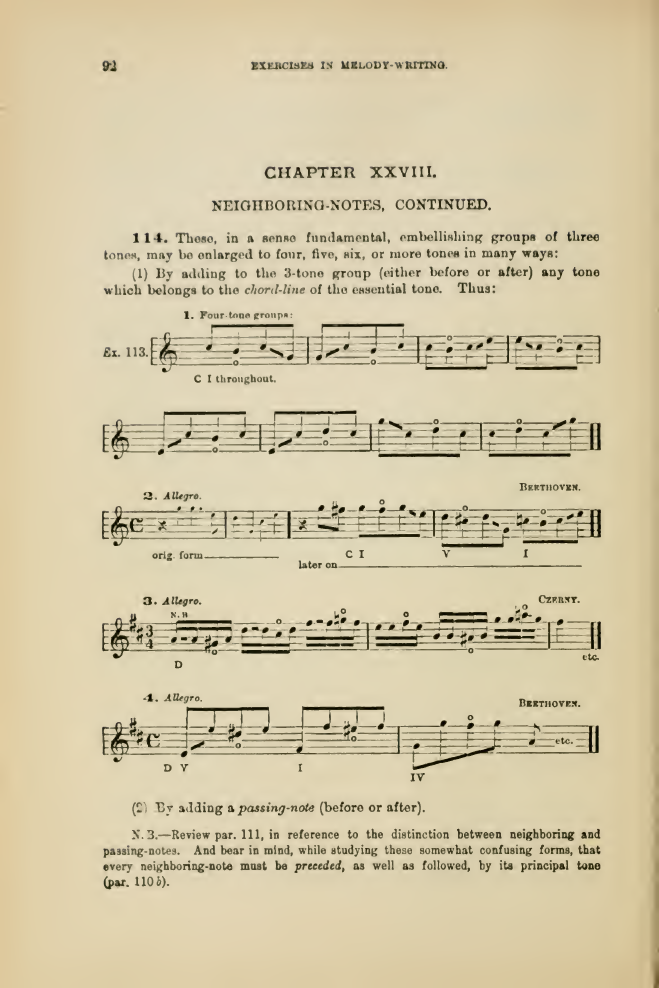 92
EXERCISES IN MELODY-WRITING.
CHAPTER XXVIII.
NEIGHBORING-NOTES, CONTINUED.
114. These, in a sense fundamental, embellishing groups of three
tones, may be enlarged to four, five, six, or more tones in many ways:
(1) By adding to the 3-tone group (either before or after) any tone
which belongs to the chord-line of the essential tone. Thus:
1. Four-tone groups:
Ex. 113.
C I throughout.
2. Allegro. BEETHOVEN.
orig. form C I V I
later on
3. Allegro. CZERNY.
N.B.
D etc.
4. Allegro. BEETHOVEN.
etc.
D V I IV
(2) By adding a passing-note (before or after).
N.B.—Review par. 111, in reference to the distinction between neighboring and
passing-notes. And bear in mind, while studying these somewhat confusing forms, that
every neighboring-note must be preceded, as well as followed, by its principal tone
(par. 110 b).